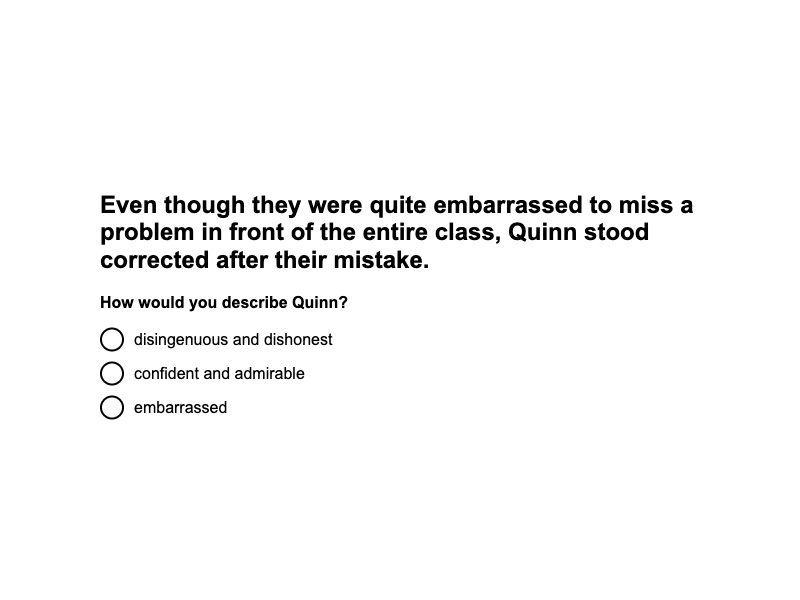 Even though they were quite embarrassed to miss a
problem in front of the entire class, Quinn stood
corrected after their mistake.
How would you describe Quinn?
disingenuous and dishonest
confident and admirable
embarrassed